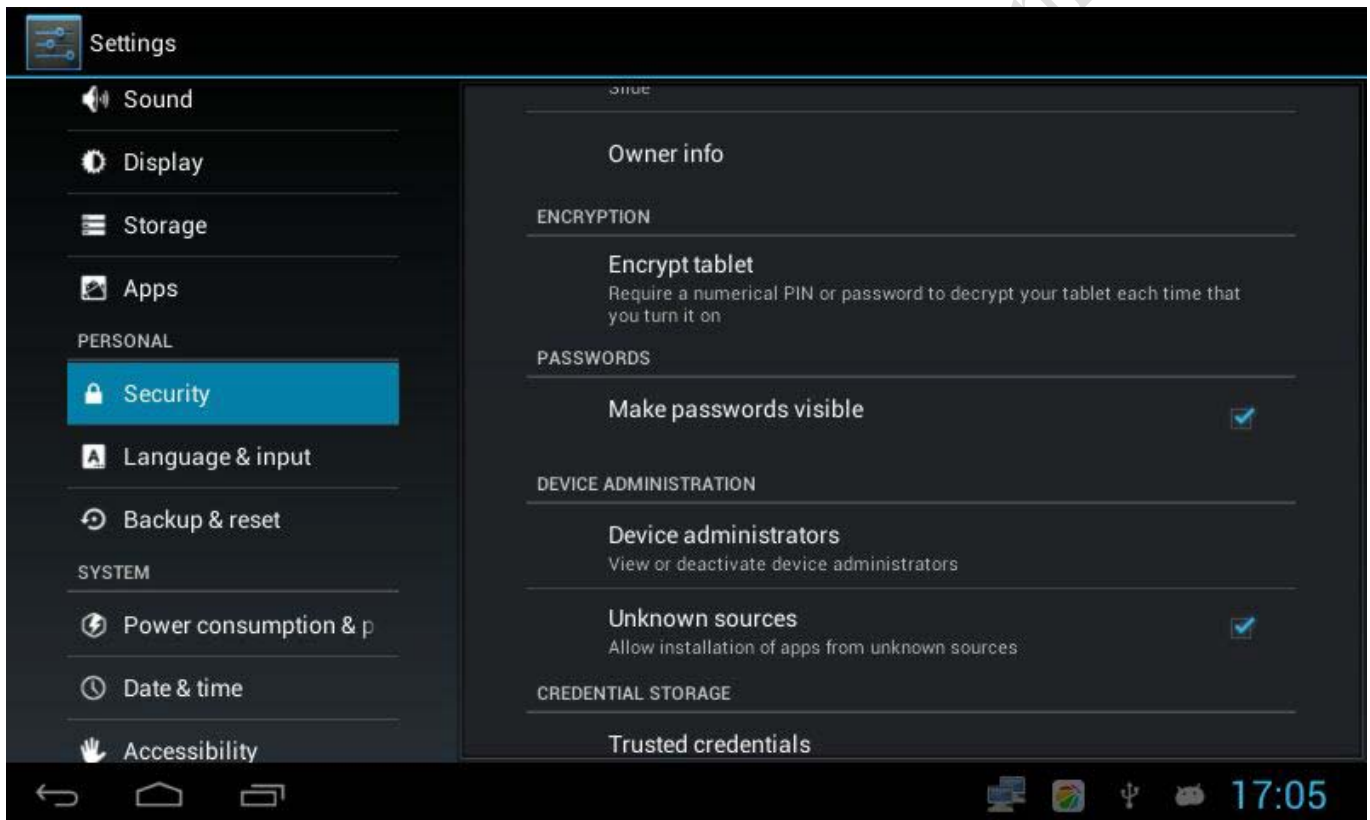 Settings
Sound
Display
Storage
Apps
PERSONAL
Security
Language & input
Backup & reset
SYSTEM
Power consumption & p
Date & time
Accessibility
Slide
Owner info
ENCRYPTION
Encrypt tablet
Require a numerical PIN or password to decrypt your tablet each time that
you turn it on
PASSWORDS
Make passwords visible
DEVICE ADMINISTRATION
Device administrators
View or deactivate device administrators
Unknown sources
Allow installation of apps from unknown sources
CREDENTIAL STORAGE
Trusted credentials
17:05